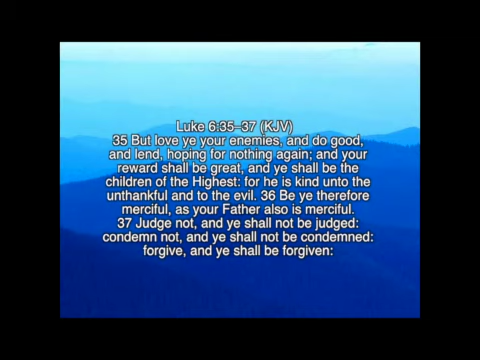 Luke 6:35–37 (KJV)
35 But love ye your enemies, and do good,
and lend, hoping for nothing again; and your
reward shall be great, and ye shall be the
children of the Highest: for he is kind unto the
unthankful and to the evil. 36 Be ye therefore
merciful, as your Father also is merciful.
37 Judge not, and ye shall not be judged:
condemn not, and ye shall not be condemned:
forgive, and ye shall be forgiven: